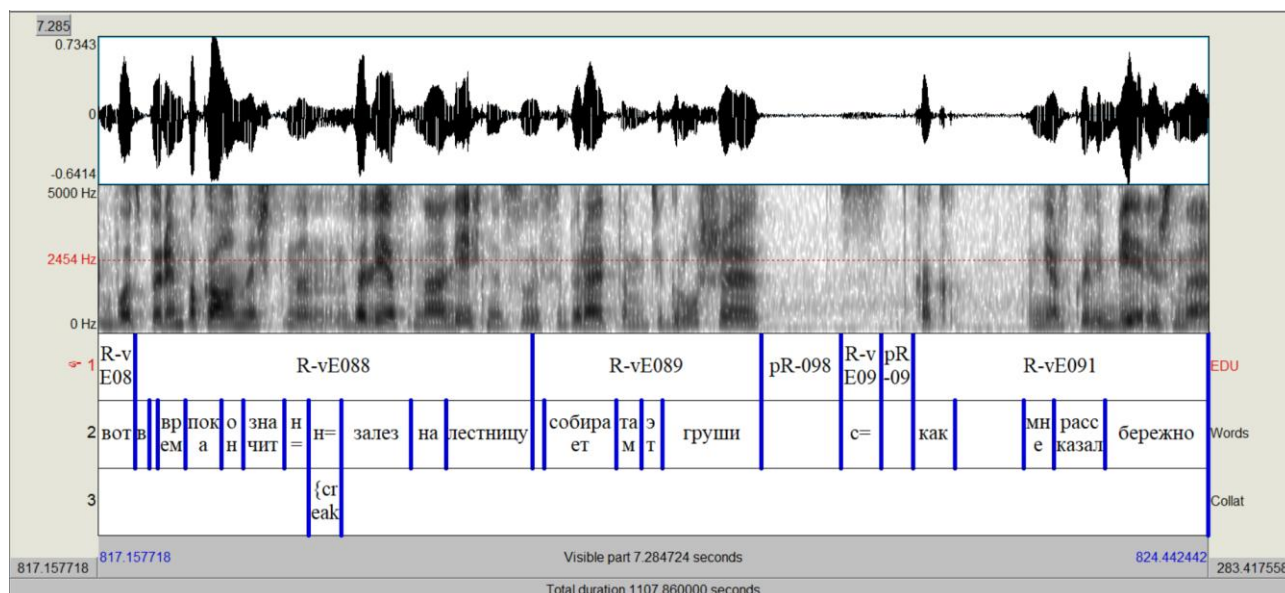 7.285
0.7343
0
-0.6414
5000 Hz
2454 Hz
0 Hz
1 R-v E08 R-vE088 R-vE089 pR-098 R-v E09 pR -09 R-vE091 EDU
2 вот в вр ем пок а о н зна чит н = н= залез на лестницу собира ет та м э т груши с= как мн е расс казал бережно Words
3 {cr eak Collat
817.157718 Visible part 7.284724 seconds 824.442442
817.157718 283.417558
Total duration 1107.860000 seconds